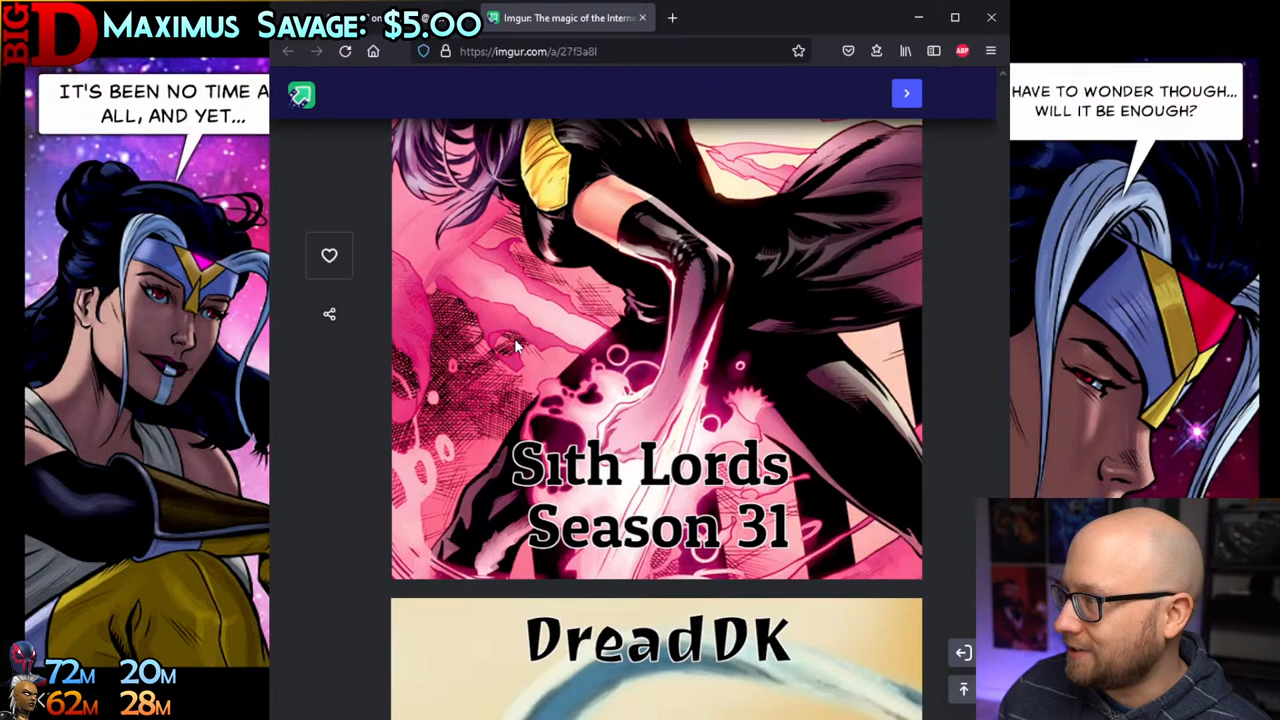 BIG
D
MAXIMUS SAVAGE: $5.00
Imgur: The magic of the Intern
https://imgur.com/a/27f3a8l
ABP
IT'S BEEN NO TIME A
ALL, AND YET...
HAVE TO WONDER THOUGH...
WILL IT BE ENOUGH?
Sith Lords
Season 31
DreadDK
72M 20M
62M 28M